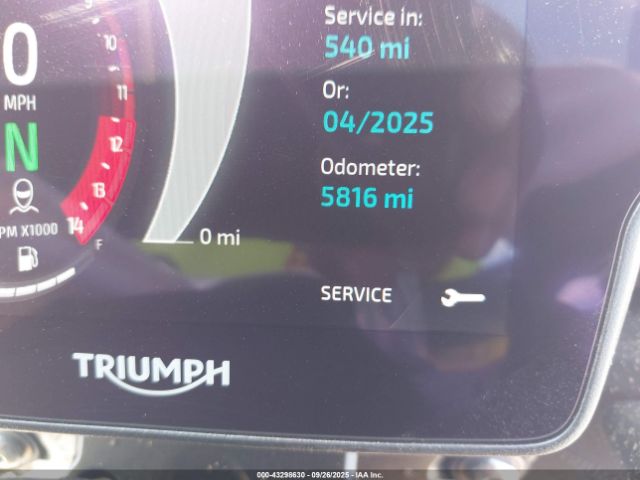 Service in:
540 mi
Or:
04/2025
Odometer:
5816 mi
SERVICE
0
MPH
N
9
10
11
12
13
14
PM X1000
F
0 mi
TRIUMPH
000-43298630 - 09/26/2025 - IAA Inc.